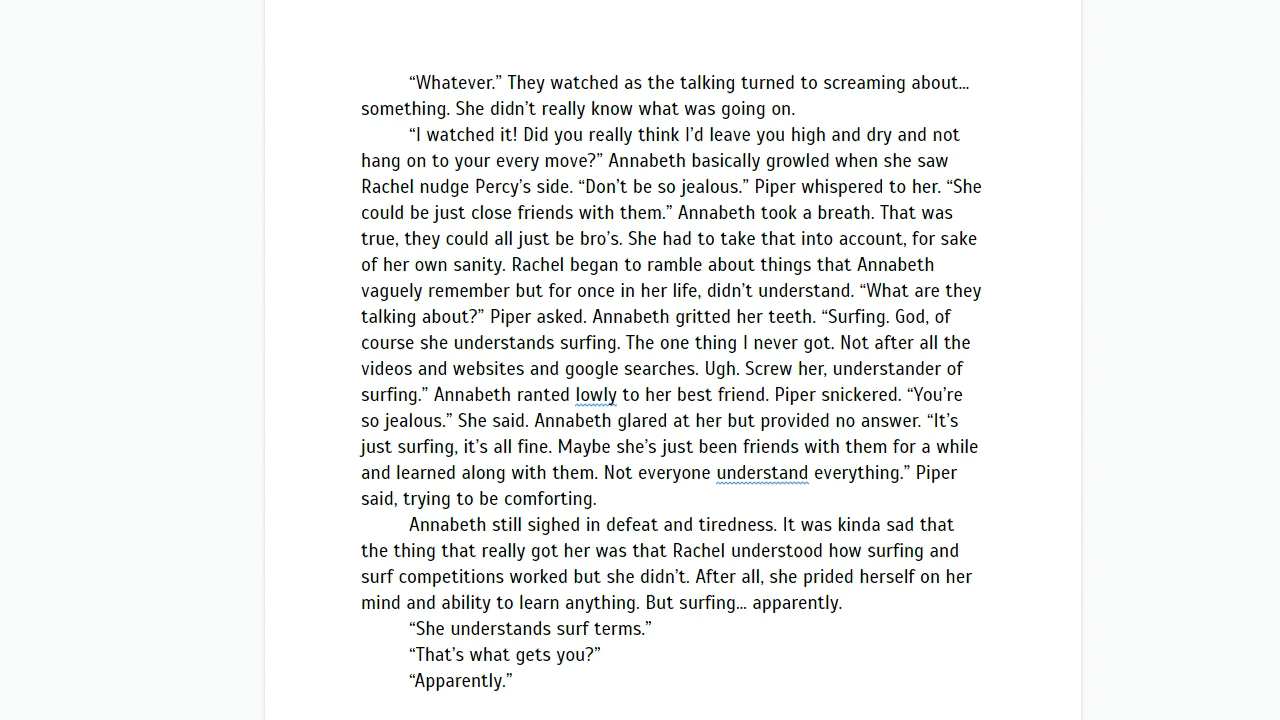 “Whatever.” They watched as the talking turned to screaming about…
something. She didn’t really know what was going on.
“I watched it! Did you really think I’d leave you high and dry and not
hang on to your every move?” Annabeth basically growled when she saw
Rachel nudge Percy’s side. “Don’t be so jealous.” Piper whispered to her. “She
could be just close friends with them.” Annabeth took a breath. That was
true, they could all just be bro’s. She had to take that into account, for sake
of her own sanity. Rachel began to ramble about things that Annabeth
vaguely remember but for once in her life, didn’t understand. “What are they
talking about?” Piper asked. Annabeth gritted her teeth. “Surfing. God, of
course she understands surfing. The one thing I never got. Not after all the
videos and websites and google searches. Ugh. Screw her, understander of
surfing.” Annabeth ranted lowly to her best friend. Piper snickered. “You’re
so jealous.” She said. Annabeth glared at her but provided no answer. “It’s
just surfing, it’s all fine. Maybe she’s just been friends with them for a while
and learned along with them. Not everyone understand everything.” Piper
said, trying to be comforting.
Annabeth still sighed in defeat and tiredness. It was kinda sad that
the thing that really got her was that Rachel understood how surfing and
surf competitions worked but she didn’t. After all, she prided herself on her
mind and ability to learn anything. But surfing… apparently.
“She understands surf terms.”
“That’s what gets you?”
“Apparently.”